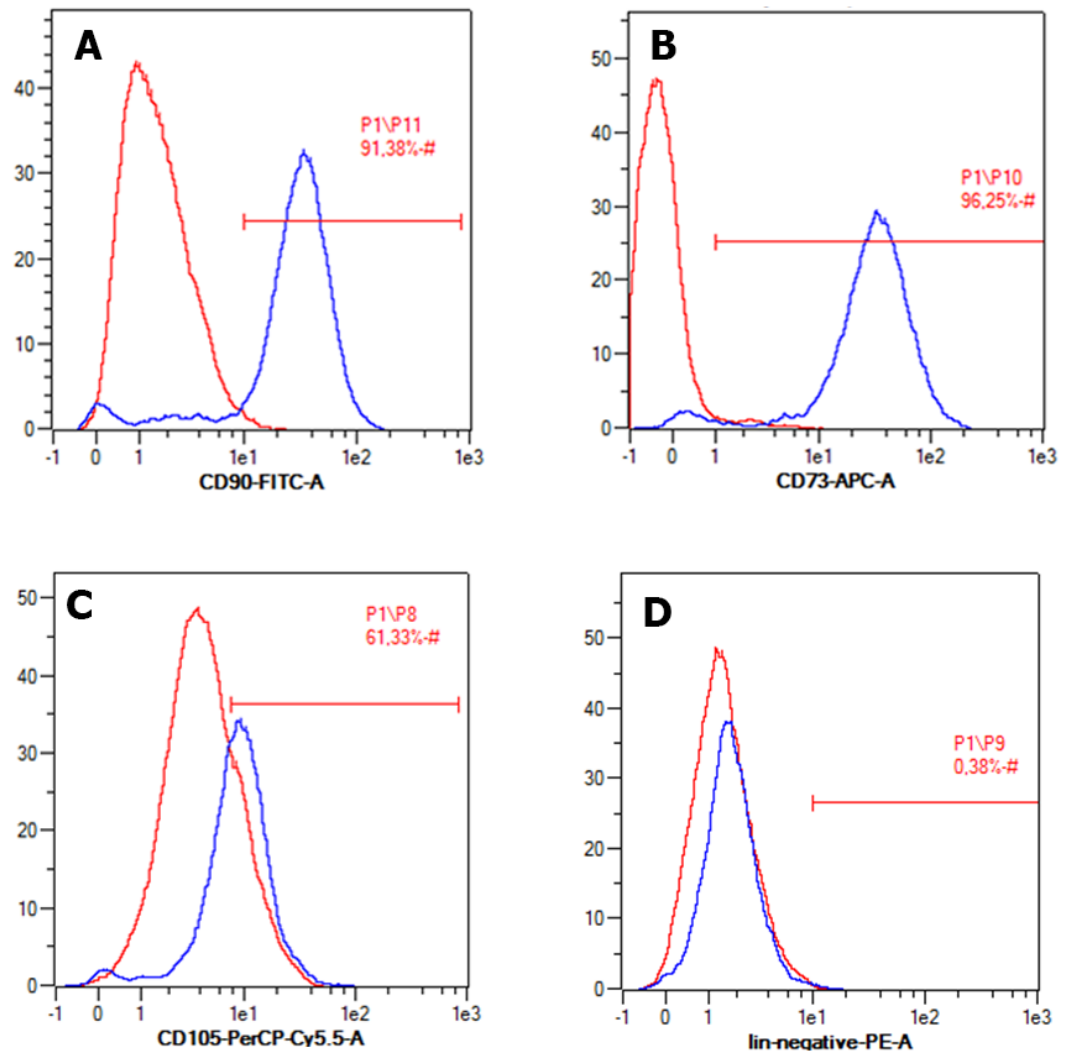 A
40
30
20
10
0
P1\P11
91,38%-#
-1 0 1 1e1 1e2 1e3
CD90-FITC-A
B
50
40
30
20
10
0
P1\P10
96,25%-#
-1 0 1 1e1 1e2 1e3
CD73-APC-A
C
50
40
30
20
10
0
P1\P8
61,33%-#
-1 0 1 1e1 1e2 1e3
CD105-PerCP-Cy5.5-A
D
50
40
30
20
10
0
P1\P9
0,38%-#
-1 0 1 1e1 1e2 1e3
lin-negative-PE-A